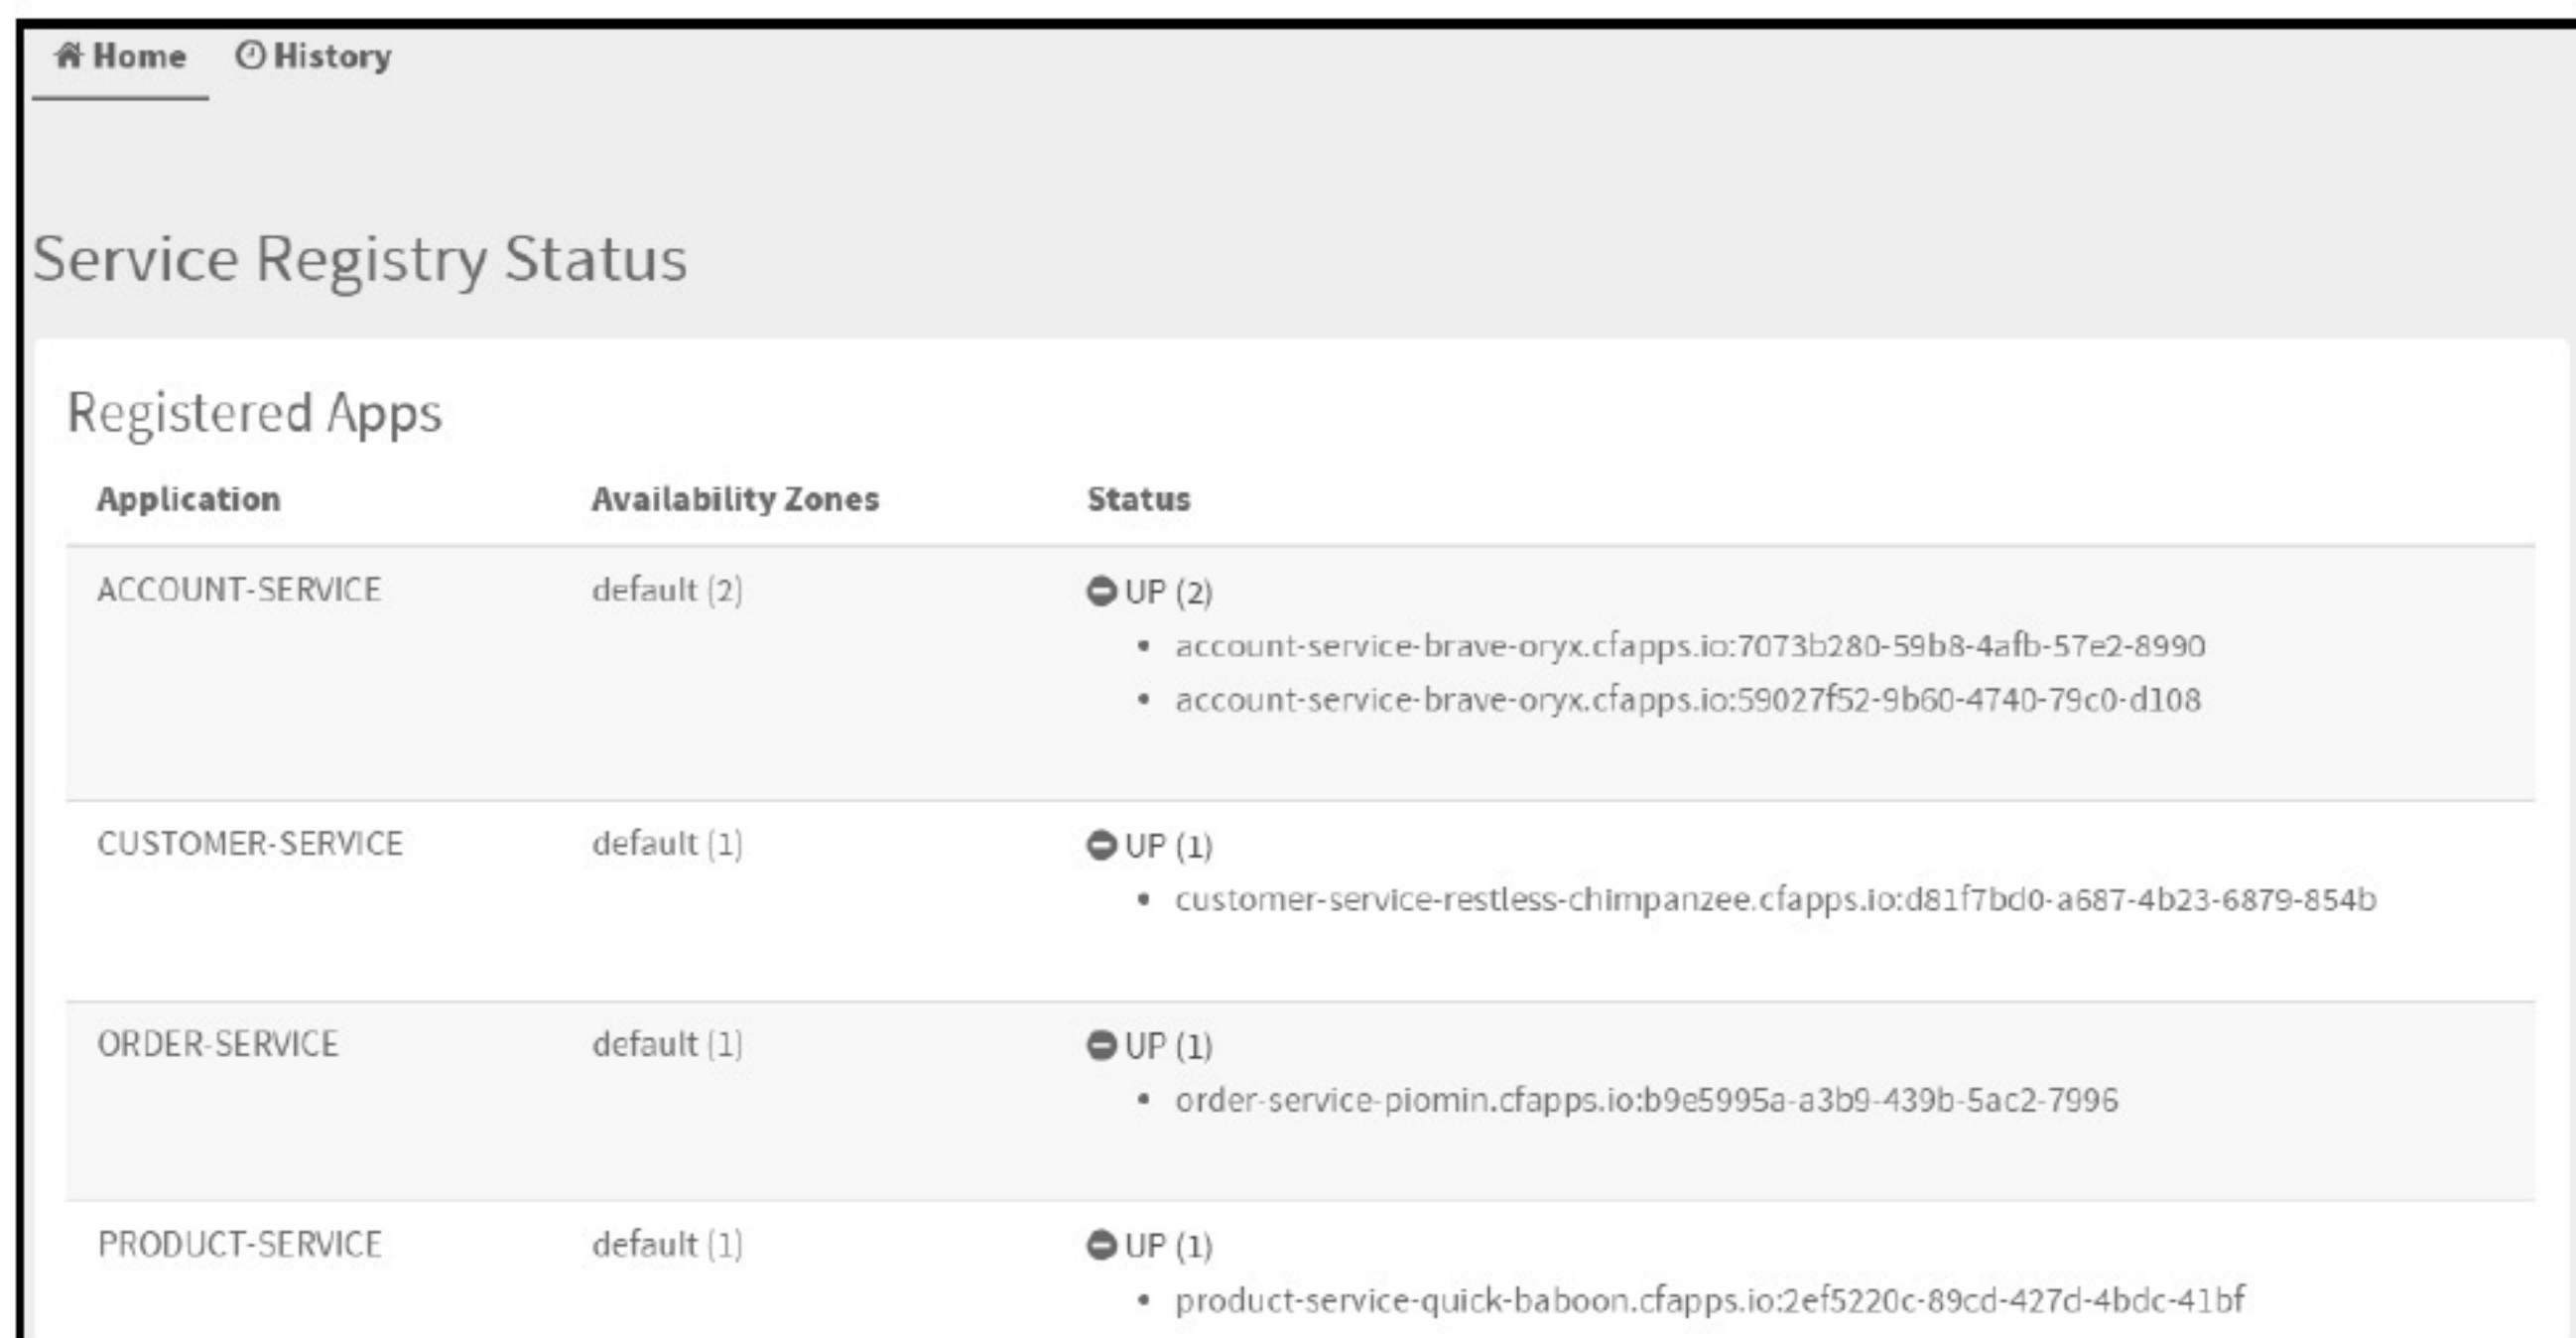 Home History
Service Registry Status
Registered Apps
Application Availability Zones Status
ACCOUNT-SERVICE default (2) UP (2)
• account-service-brave-oryx.cfapps.io:7073b280-59b8-4afb-57e2-8990
• account-service-brave-oryx.cfapps.io:59027f52-9b60-4740-79c0-d108
CUSTOMER-SERVICE default (1) UP (1)
• customer-service-restless-chimpanzee.cfapps.io:d81f7bd0-a687-4b23-6879-854b
ORDER-SERVICE default (1) UP (1)
• order-service-piomin.cfapps.io:b9e5995a-a3b9-439b-5ac2-7996
PRODUCT-SERVICE default (1) UP (1)
• product-service-quick-baboon.cfapps.io:2ef5220c-89cd-427d-4bdc-41bf